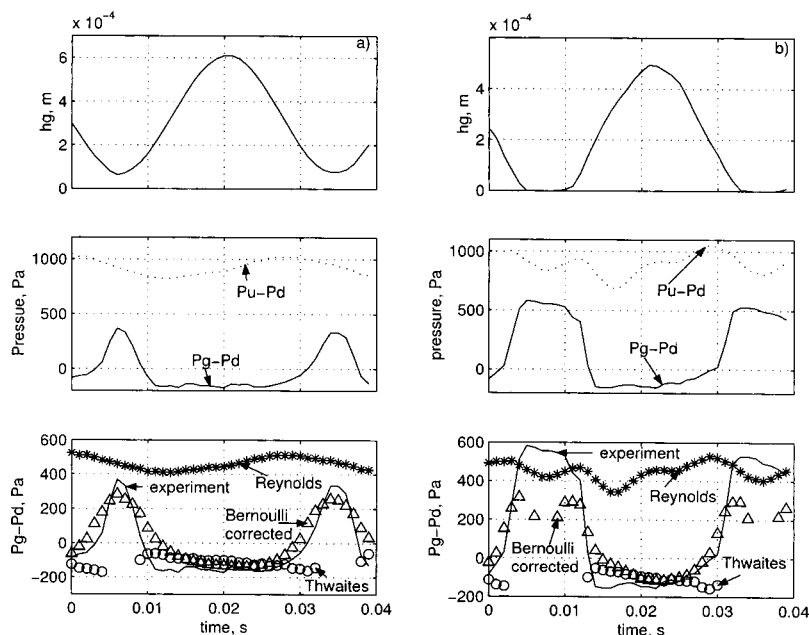 x 10⁻⁴
a)
6
4
2
0
hg, m
1000
500
0
Pressue, Pa
Pu-Pd
Pg-Pd
600
400
200
0
-200
Pg-Pd, Pa
experiment
Reynolds
Bernoulli
corrected
Thwaites
0
0.01
0.02
0.03
0.04
time, s
x 10⁻⁴
b)
4
2
0
hg, m
1000
500
0
pressure, Pa
Pu-Pd
Pg-Pd
600
400
200
0
-200
Pg-Pd, Pa
experiment
Reynolds
Bernoulli
corrected
Thwaites
0
0.01
0.02
0.03
0.04
time, s